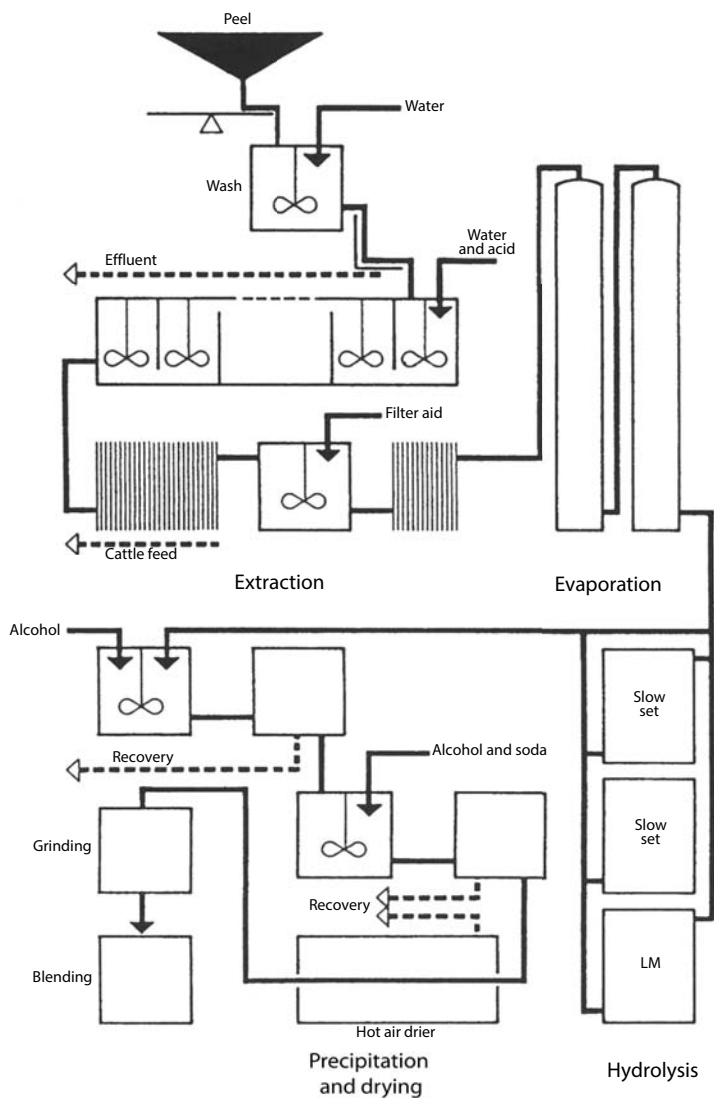 Peel
Water
Wash
Water
and acid
Effluent
Filter aid
Cattle feed
Extraction
Evaporation
Alcohol
Slow
set
Recovery
Alcohol and soda
Slow
set
Grinding
Recovery
LM
Blending
Hot air drier
Precipitation
and drying
Hydrolysis